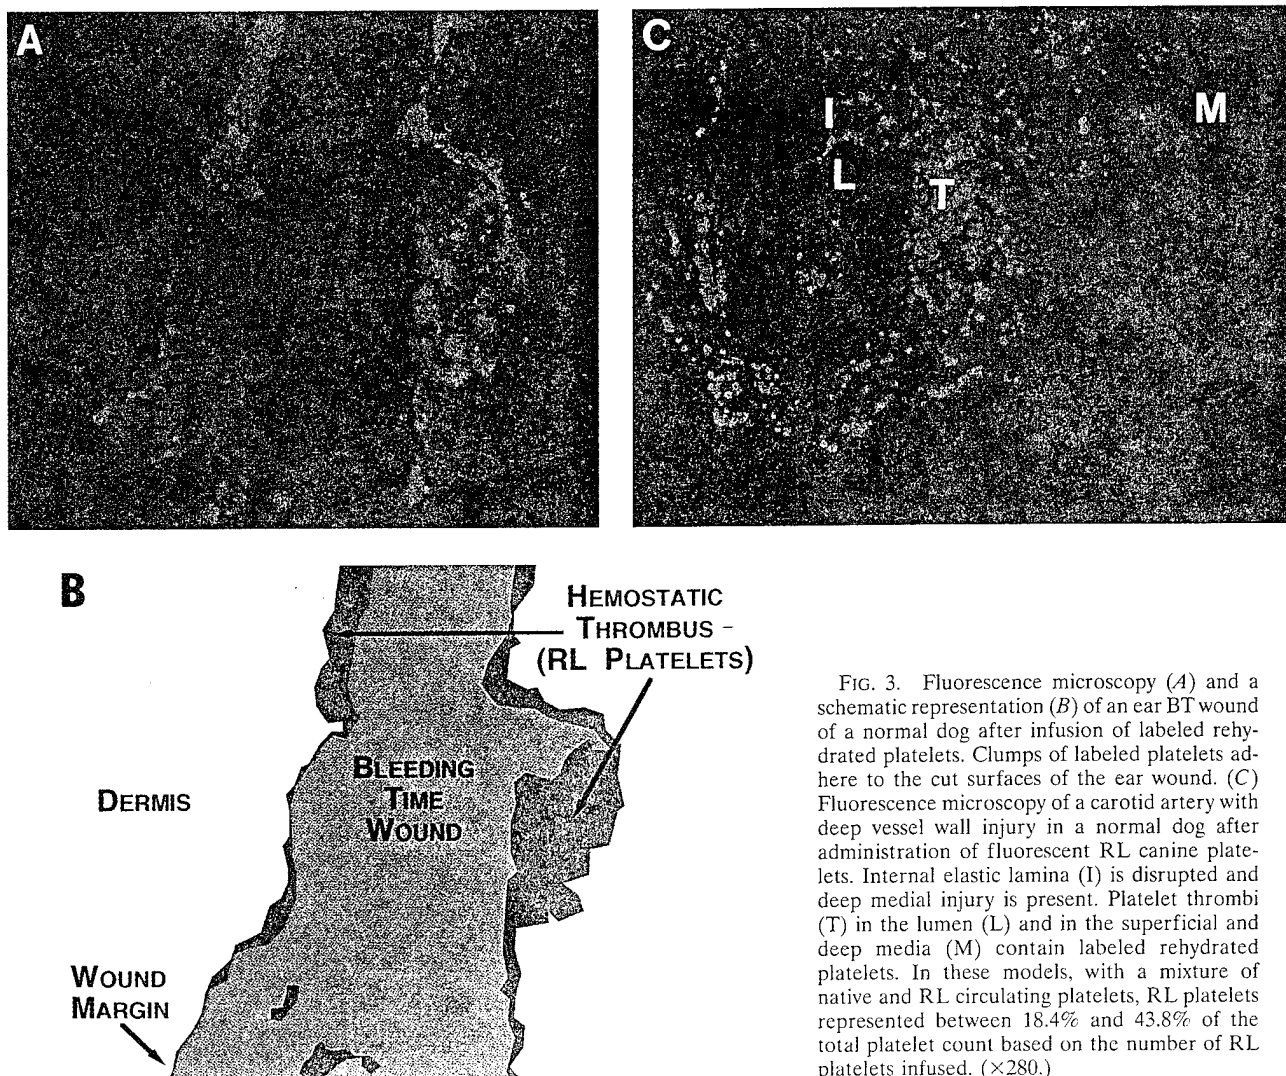 A
C
I
M
L
T
B
HEMOSTATIC
THROMBUS -
(RL PLATELETS)
BLEEDING
TIME
WOUND
DERMIS
WOUND
MARGIN
FIG. 3. Fluorescence microscopy (A) and a
schematic representation (B) of an ear BT wound
of a normal dog after infusion of labeled rehy-
drated platelets. Clumps of labeled platelets ad-
here to the cut surfaces of the ear wound. (C)
Fluorescence microscopy of a carotid artery with
deep vessel wall injury in a normal dog after
administration of fluorescent RL canine plate-
lets. Internal elastic lamina (I) is disrupted and
deep medial injury is present. Platelet thrombi
(T) in the lumen (L) and in the superficial and
deep media (M) contain labeled rehydrated
platelets. In these models, with a mixture of
native and RL circulating platelets, RL platelets
represented between 18.4% and 43.8% of the
total platelet count based on the number of RL
platelets infused. (×280.)